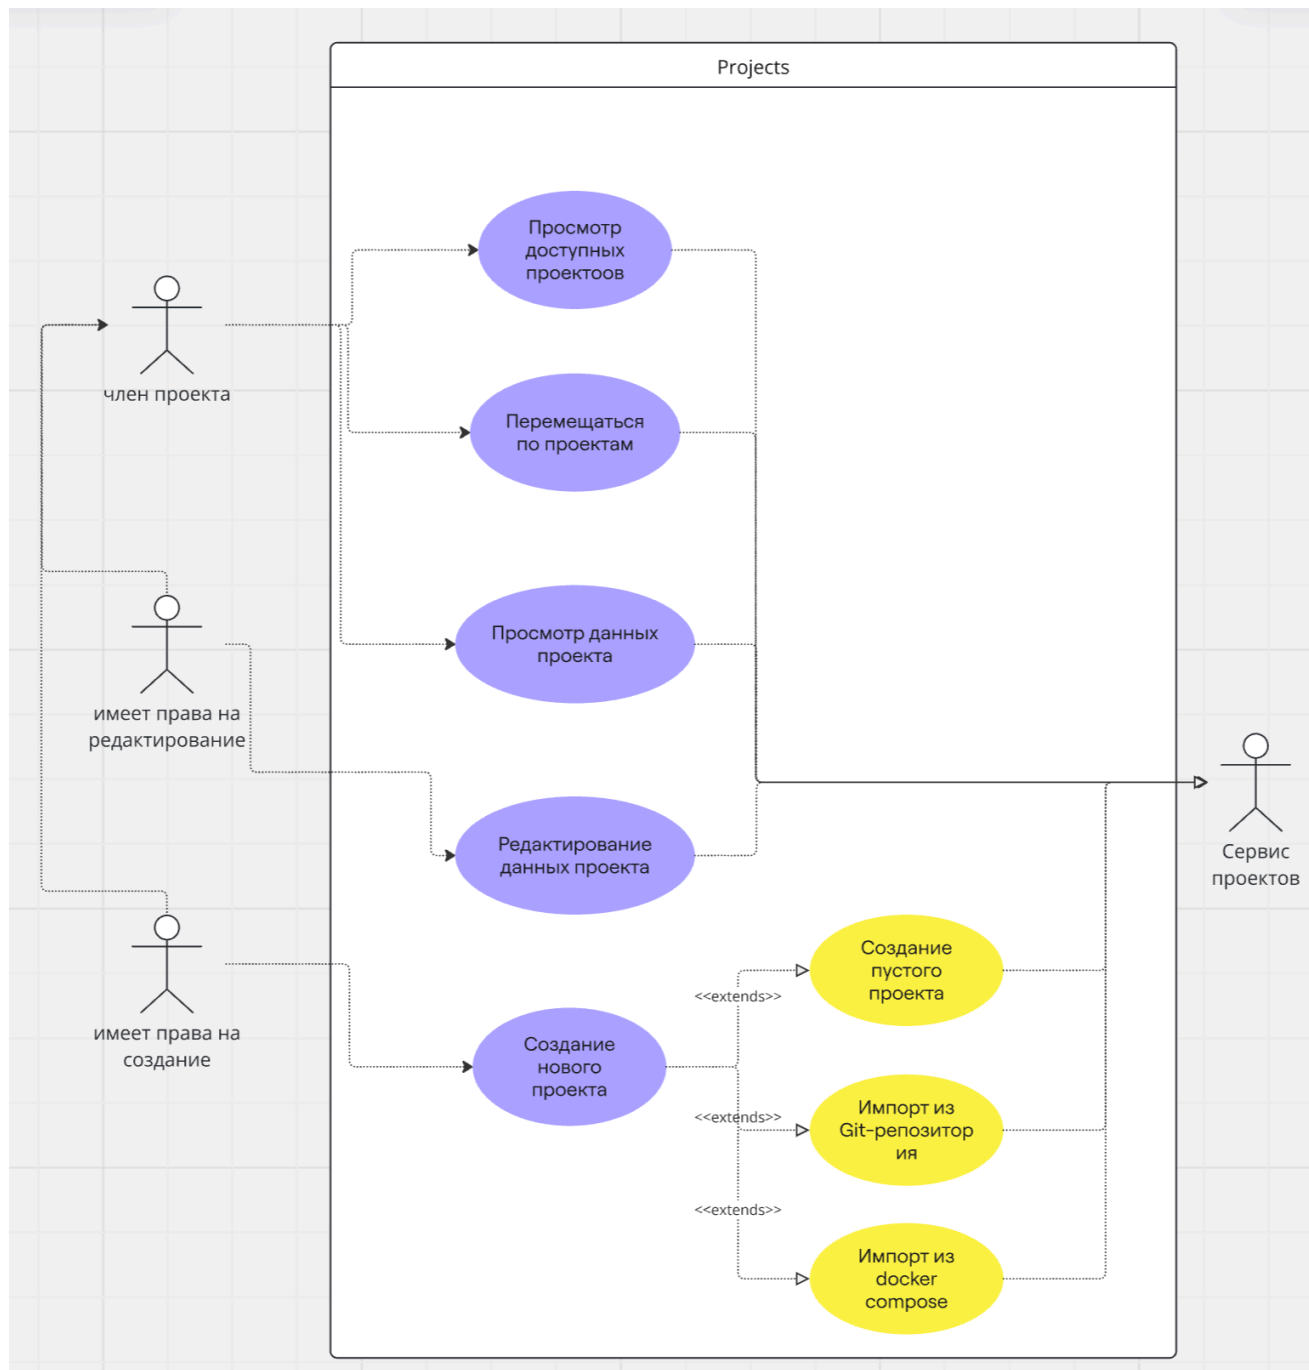 Projects
Просмотр
доступных
проектоов
член проекта
Перемещаться
по проектам
Просмотр данных
проекта
имеет права на
редактирование
Редактирование
данных проекта
Сервис
проектов
Создание
пустого
проекта
<<extends>>
имеет права на
создание
Создание
нового
проекта
<<extends>>
Импорт из
Git-репозитор
ия
<<extends>>
Импорт из
docker
compose